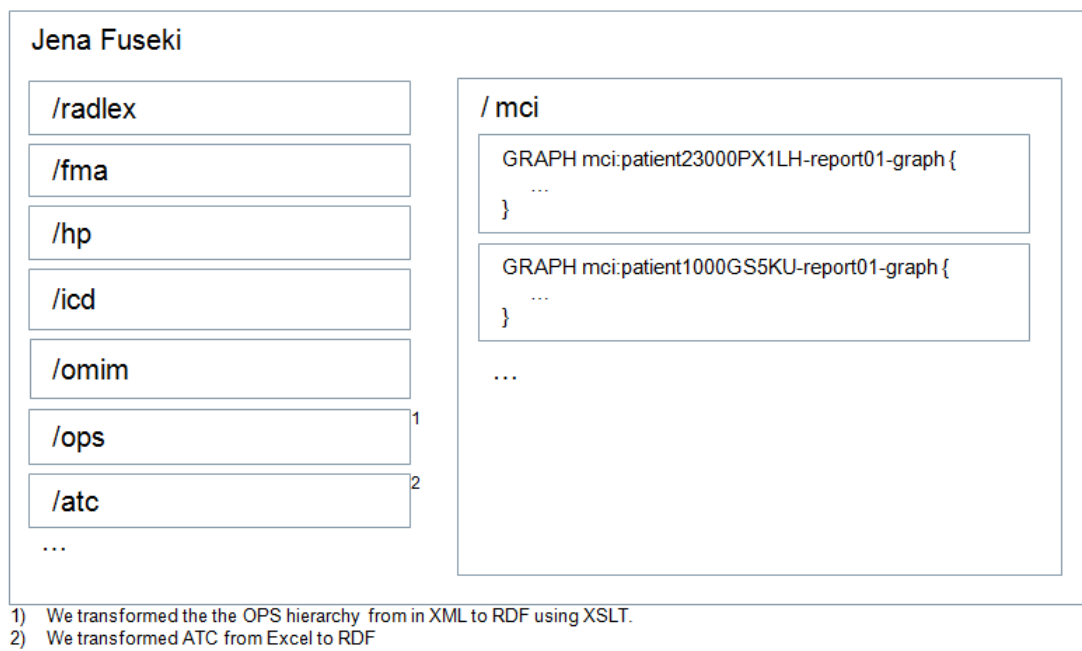 Jena Fuseki
/radlex
/fma
/hp
/icd
/omim
/ops
1
/atc
2
...
/ mci
GRAPH mci:patient23000PX1LH-report01-graph {
...
}
GRAPH mci:patient1000GS5KU-report01-graph {
...
}
...
1) We transformed the the OPS hierarchy from in XML to RDF using XSLT.
2) We transformed ATC from Excel to RDF